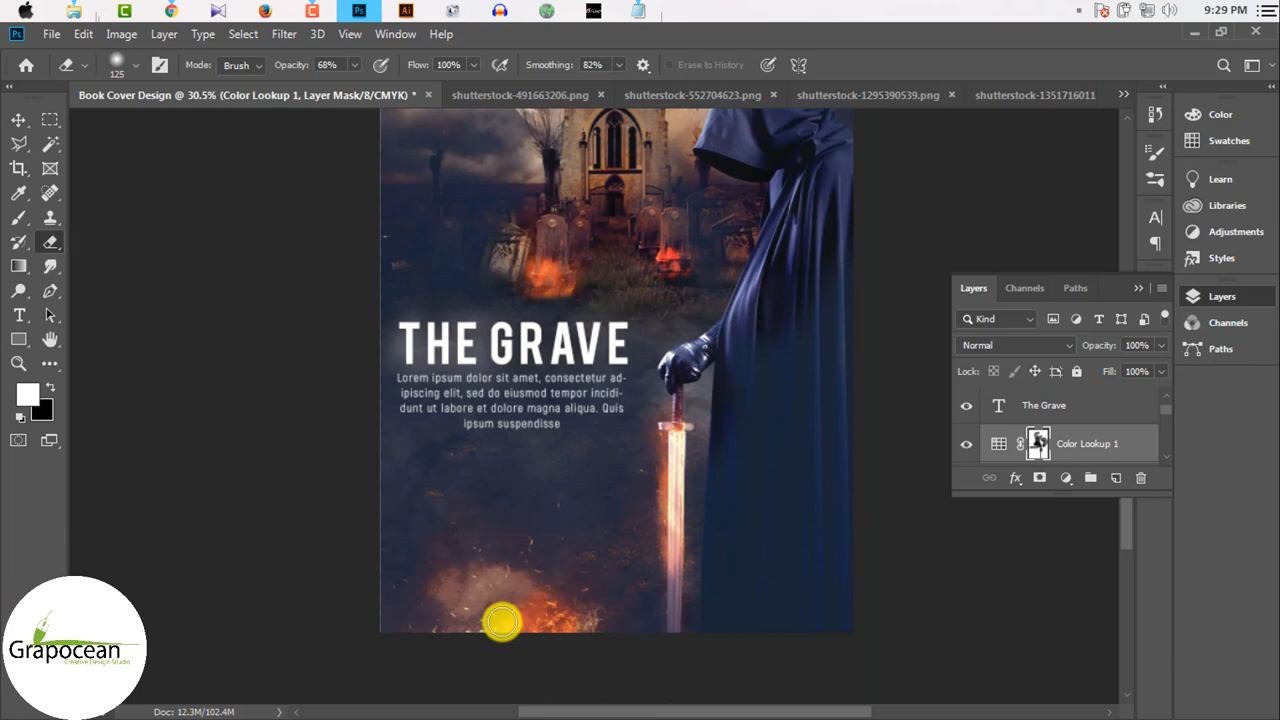 9:29 PM
File Edit Image Layer Type Select Filter 3D View Window Help
125 Mode: Brush Opacity: 68% Flow: 100% Smoothing: 82% Erase to History
Book Cover Design @ 30.5% (Color Lookup 1, Layer Mask/8/CMYK) * shutterstock-491663206.png shutterstock-552704623.png shutterstock-1295390539.png shutterstock-1351716011
Color
Swatches
Learn
Libraries
Adjustments
Styles
Layers
Channels
Paths
Layers Channels Paths
Kind
Normal Opacity: 100%
Lock: Fill: 100%
The Grave
Color Lookup 1
THE GRAVE
Lorem ipsum dolor sit amet, consectetur ad-
ipiscing elit, sed do eiusmod tempor incidi-
dunt ut labore et dolore magna aliqua. Quis
ipsum suspendisse
Grapocean
Creative Design Studio
Doc: 12.3M/102.4M